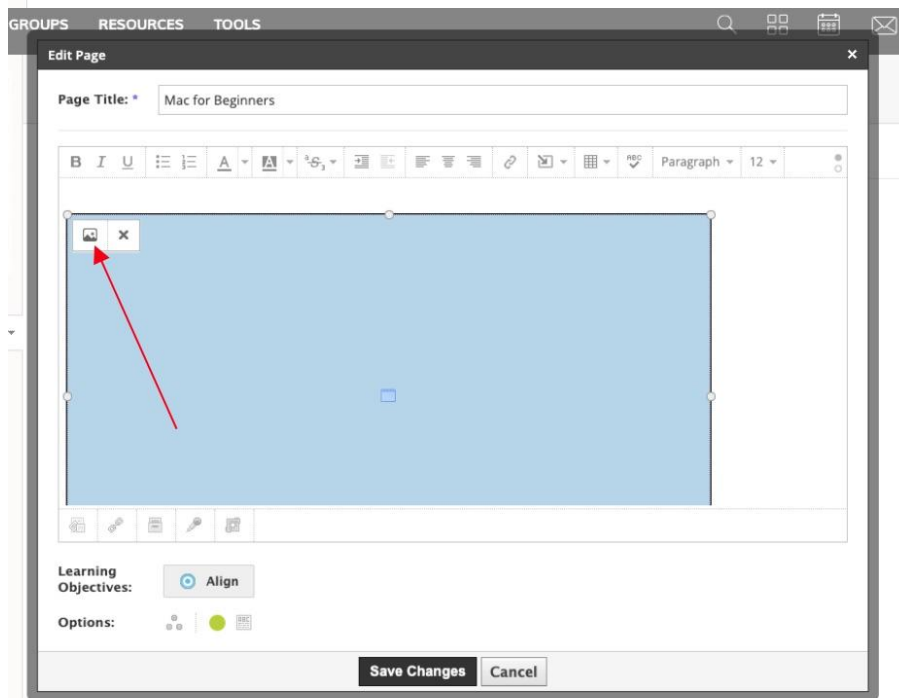 GROUPS RESOURCES TOOLS
Edit Page
Page Title: * Mac for Beginners
B I U A A S ABC Paragraph 12
Learning
Objectives:
Align
Options:
Save Changes Cancel